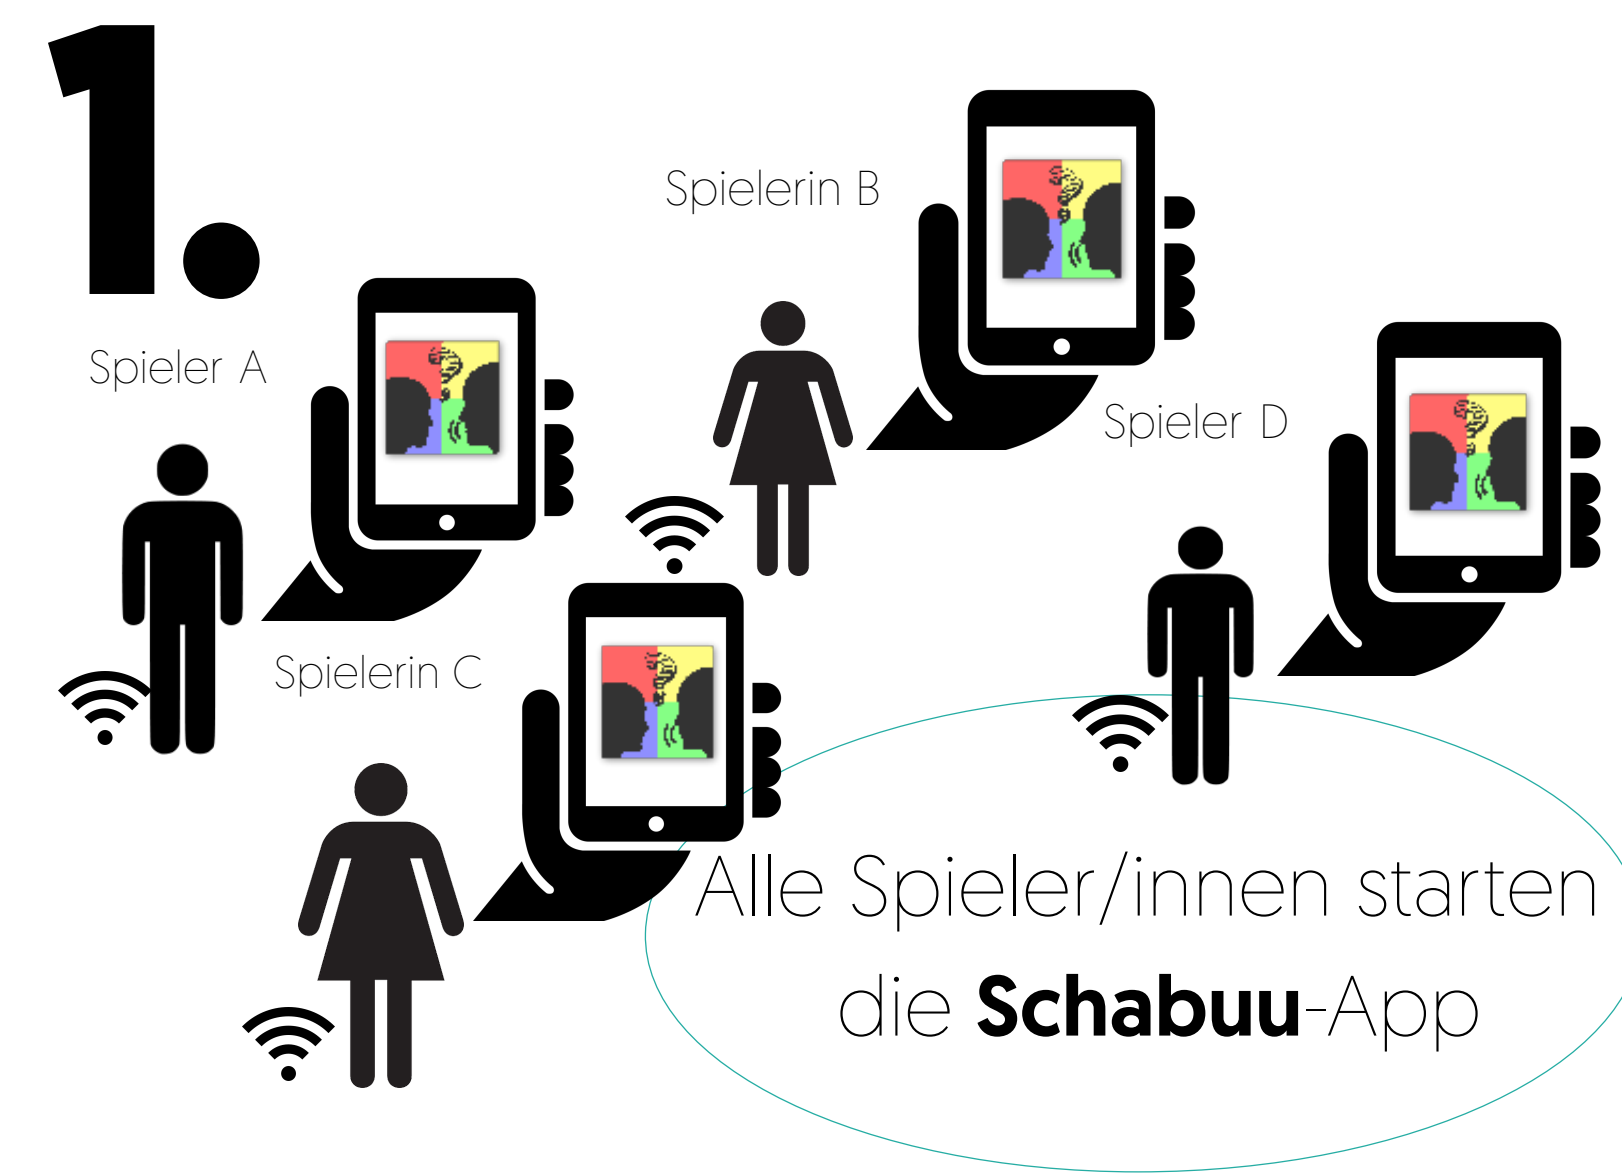 1.
Spielerin B
Spieler A
Spieler D
Spielerin C
Alle Spieler/innen starten
die Schabuu-App